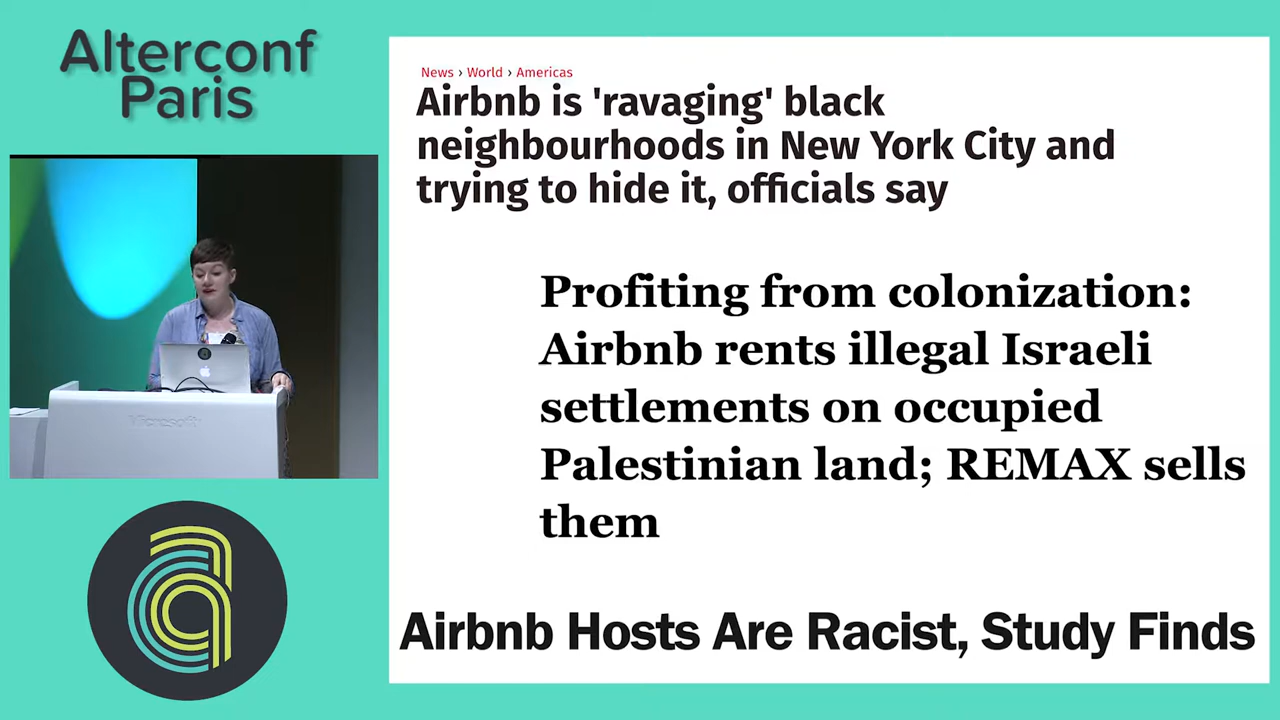 Alterconf
Paris
News › World › Americas
Airbnb is 'ravaging' black
neighbourhoods in New York City and
trying to hide it, officials say
Profiting from colonization:
Airbnb rents illegal Israeli
settlements on occupied
Palestinian land; REMAX sells
them
Airbnb Hosts Are Racist, Study Finds
Microsoft